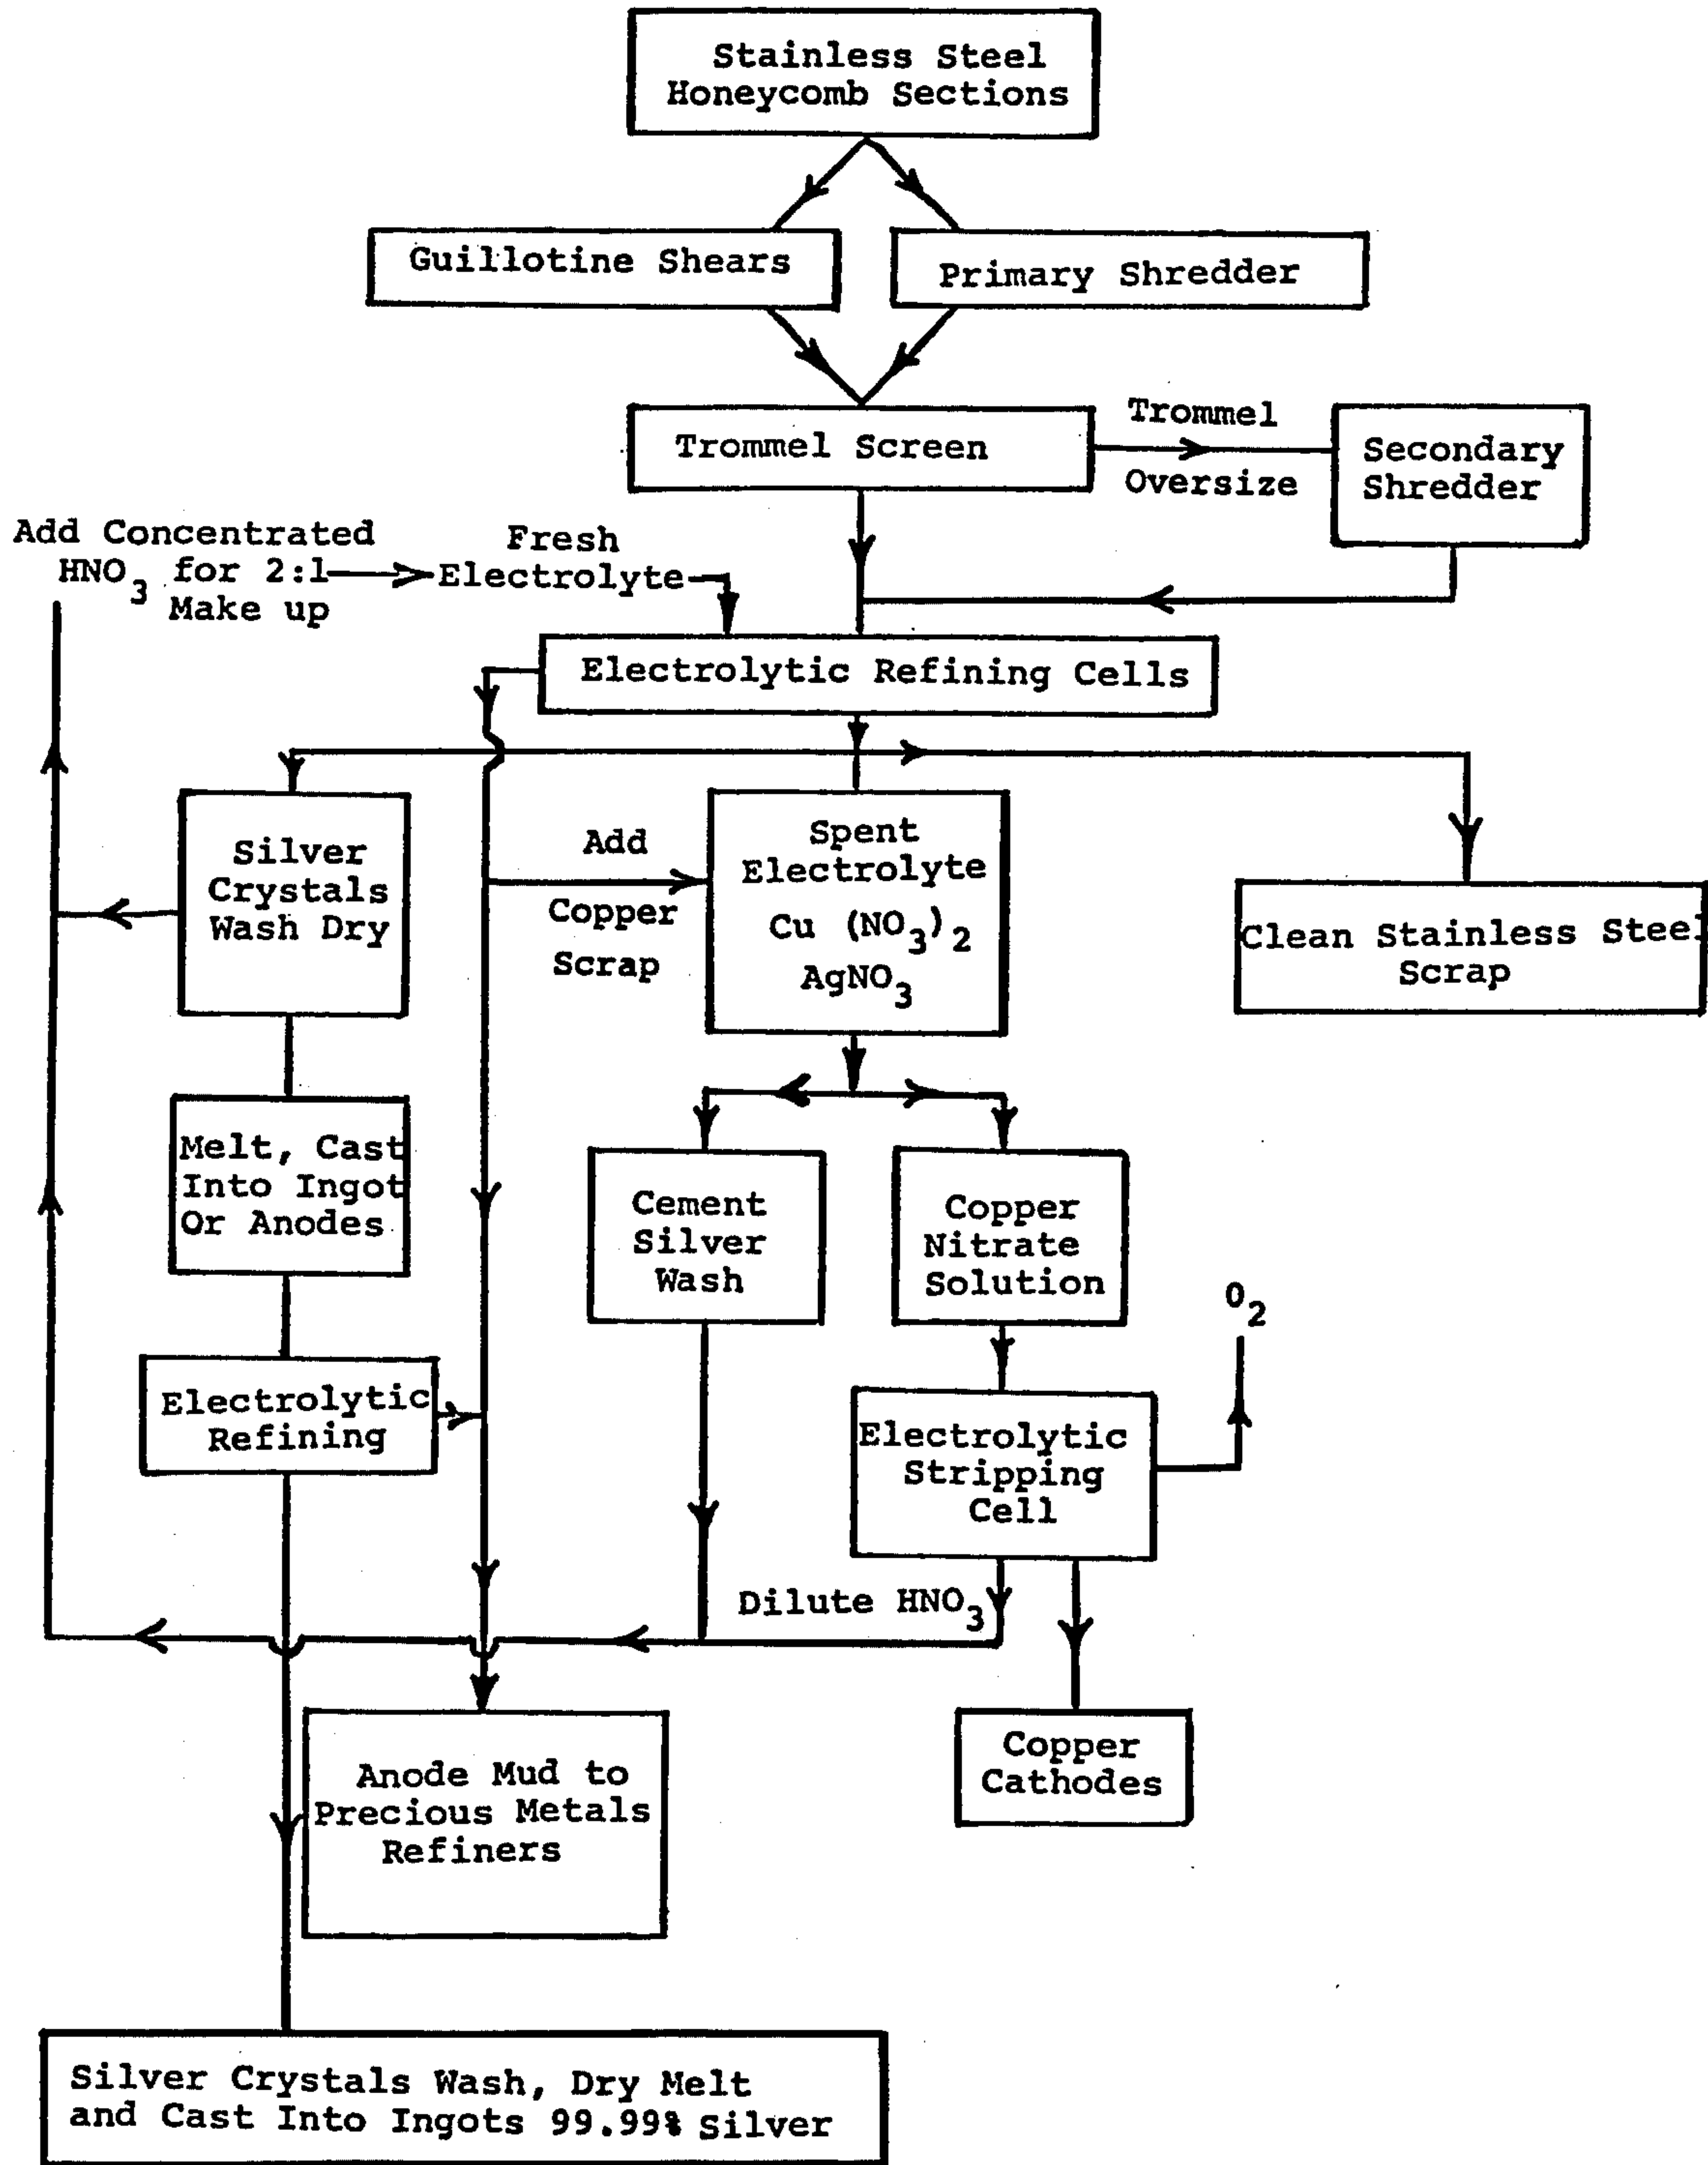 Stainless Steel
Honeycomb Sections
Guillotine Shears
Primary Shredder
Trommel Screen
Trommel
Oversize
Secondary
Shredder
Add Concentrated
HNO3 for 2:1
Make up
Fresh
Electrolyte
Electrolytic Refining Cells
Silver
Crystals
Wash Dry
Add
Copper
Scrap
Spent
Electrolyte
Cu (NO3)2
AgNO3
Clean Stainless Steel
Scrap
Melt, Cast
Into Ingot
Or Anodes
Cement
Silver
Wash
Copper
Nitrate
Solution
O2
Electrolytic
Refining
Electrolytic
Stripping
Cell
Dilute HNO3
Anode Mud to
Precious Metals
Refiners
Copper
Cathodes
Silver Crystals Wash, Dry Melt
and Cast Into Ingots 99.99% Silver